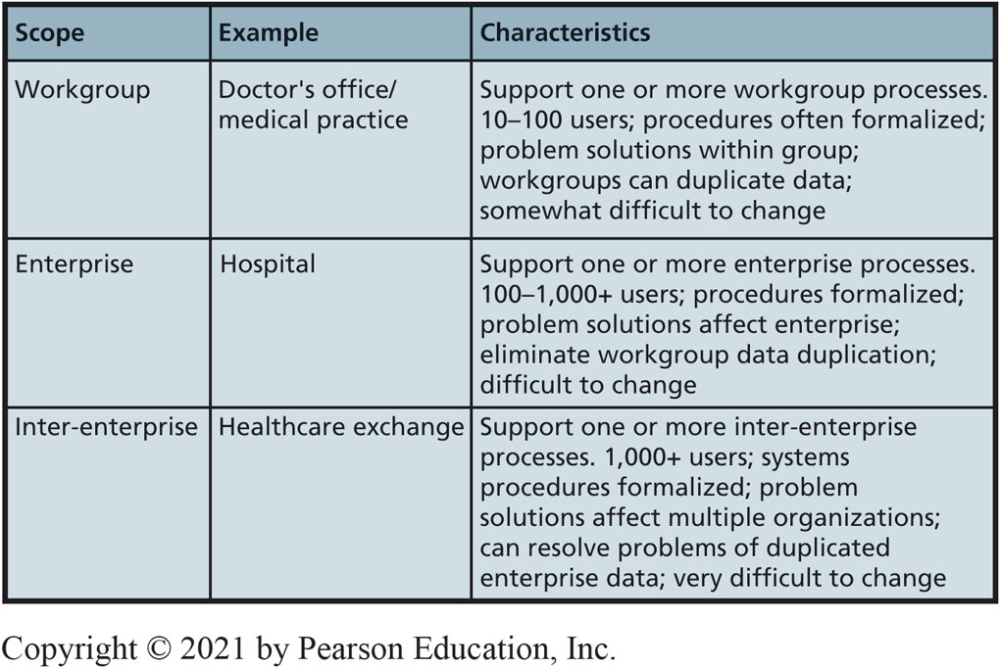 Scope Example Characteristics
Workgroup Doctor's office/ Support one or more workgroup processes.
medical practice 10–100 users; procedures often formalized;
problem solutions within group;
workgroups can duplicate data;
somewhat difficult to change
Enterprise Hospital Support one or more enterprise processes.
100–1,000+ users; procedures formalized;
problem solutions affect enterprise;
eliminate workgroup data duplication;
difficult to change
Inter-enterprise Healthcare exchange Support one or more inter-enterprise
processes. 1,000+ users; systems
procedures formalized; problem
solutions affect multiple organizations;
can resolve problems of duplicated
enterprise data; very difficult to change
Copyright © 2021 by Pearson Education, Inc.